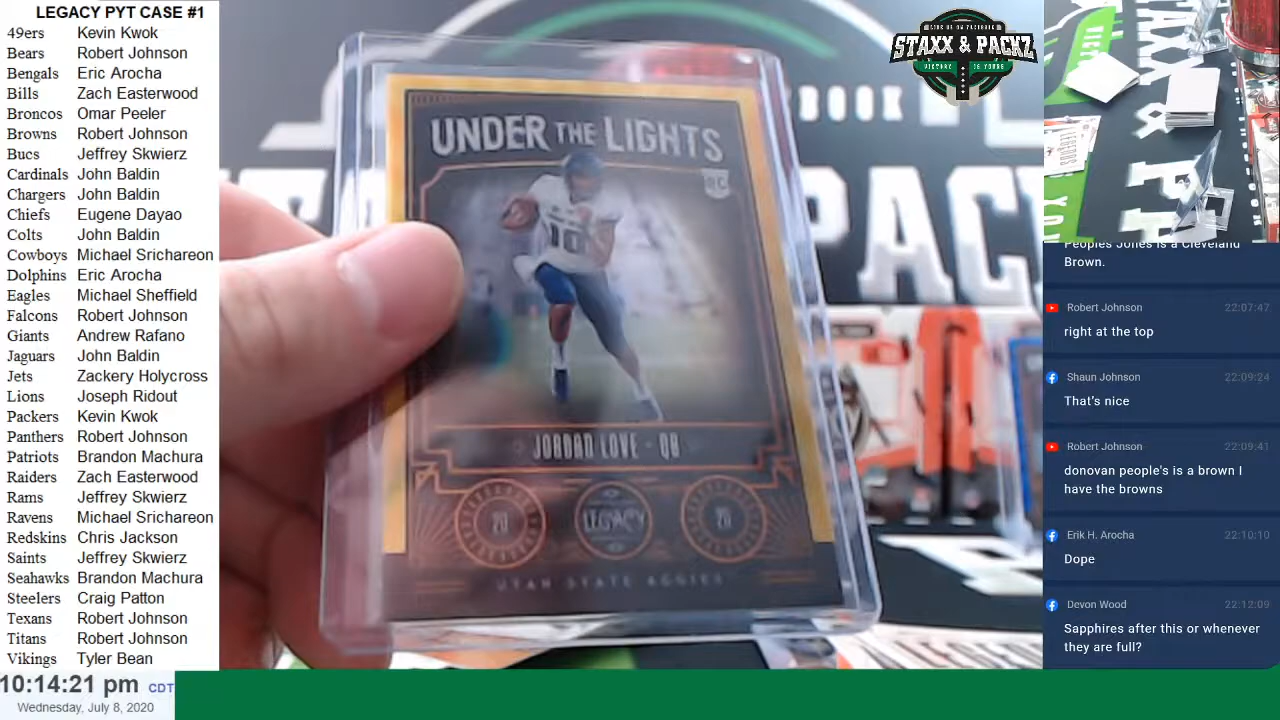 LEGACY PYT CASE #1
49ers Kevin Kwok
Bears Robert Johnson
Bengals Eric Arocha
Bills Zach Easterwood
Broncos Omar Peeler
Browns Robert Johnson
Bucs Jeffrey Skwierz
Cardinals John Baldin
Chargers John Baldin
Chiefs Eugene Dayao
Colts John Baldin
Cowboys Michael Srichareon
Dolphins Eric Arocha
Eagles Michael Sheffield
Falcons Robert Johnson
Giants Andrew Rafano
Jaguars John Baldin
Jets Zackery Holycross
Lions Joseph Ridout
Packers Kevin Kwok
Panthers Robert Johnson
Patriots Brandon Machura
Raiders Zach Easterwood
Rams Jeffrey Skwierz
Ravens Michael Srichareon
Redskins Chris Jackson
Saints Jeffrey Skwierz
Seahawks Brandon Machura
Steelers Craig Patton
Texans Robert Johnson
Titans Robert Johnson
Vikings Tyler Bean
10:14:21 pm CDT
Wednesday, July 8, 2020
UNDER THE LIGHTS
RC
10
JORDAN LOVE - QB
20 LEGACY 20
UTAH STATE AGGIES
STAXX & PACKZ
VICTORY IS YOURS
Peoples Jones is a Cleveland
Brown.
Robert Johnson 22:07:47
right at the top
Shaun Johnson 22:09:24
That's nice
Robert Johnson 22:09:41
donovan people's is a brown I
have the browns
Erik H. Arocha 22:10:10
Dope
Devon Wood 22:12:09
Sapphires after this or whenever
they are full?